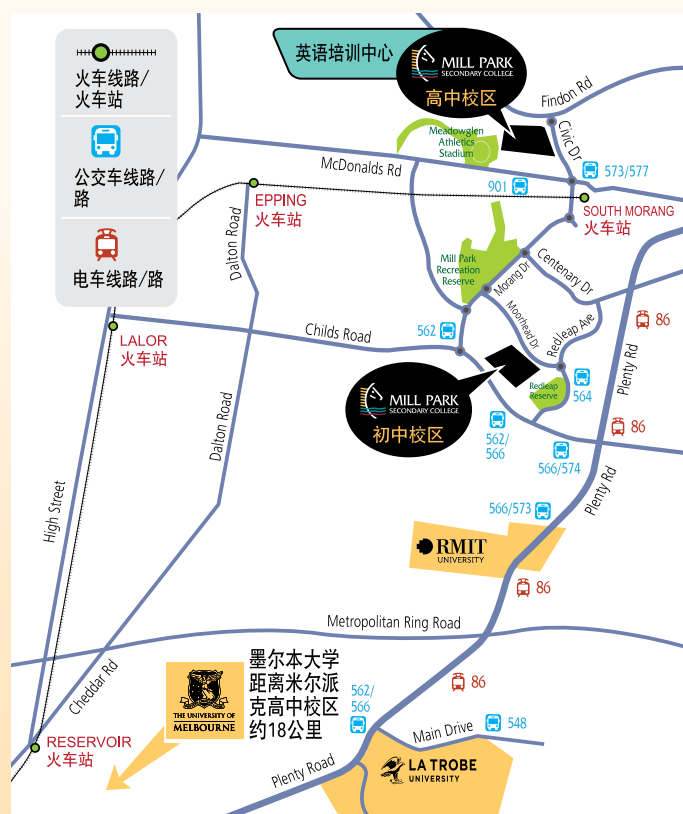 火车线路/
火车站
公交车线路/
路
电车线路/路
英语培训中心
MILL PARK
SECONDARY COLLEGE
高中校区
Findon Rd
Civic Dr
Meadowglen
Athletics
Stadium
McDonalds Rd
573/577
901
EPPING
火车站
SOUTH MORANG
火车站
Dalton Road
Mill Park
Recreation
Reserve
Morang Dr
Centenary Dr
Moorhead Dr
Redleap Ave
86
Plenty Rd
LALOR
火车站
Childs Road
562
MILL PARK
SECONDARY COLLEGE
初中校区
Redleap
Reserve
564
562/
566
86
566/574
Dalton Road
High Street
566/573
Plenty Rd
RMIT
UNIVERSITY
86
Metropolitan Ring Road
Cheddar Rd
THE UNIVERSITY OF
MELBOURNE
墨尔本大学
距离米尔派
克高中校区
约18公里
562/
566
86
Main Drive
548
RESERVOIR
火车站
Plenty Road
LA TROBE
UNIVERSITY